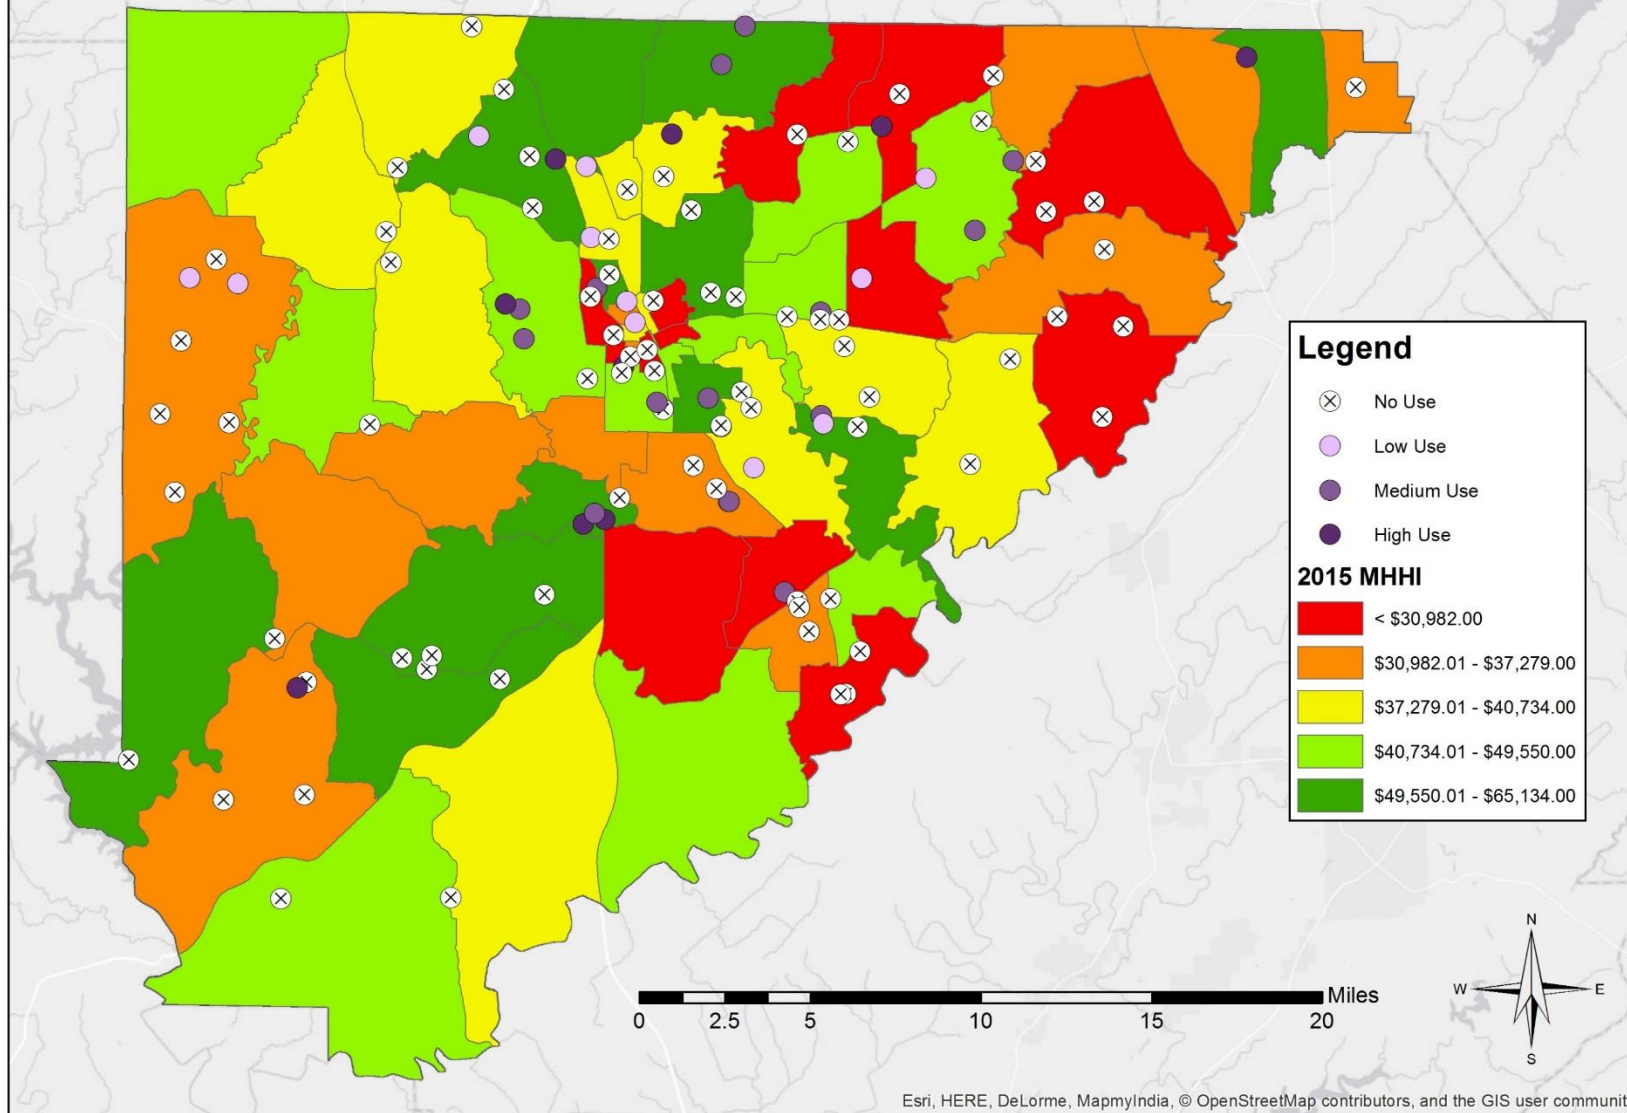 Legend
No Use
Low Use
Medium Use
High Use
2015 MHHI
< $30,982.00
$30,982.01 - $37,279.00
$37,279.01 - $40,734.00
$40,734.01 - $49,550.00
$49,550.01 - $65,134.00
N
W E
S
Miles
0 2.5 5 10 15 20
Esri, HERE, DeLorme, MapmyIndia, © OpenStreetMap contributors, and the GIS user communit